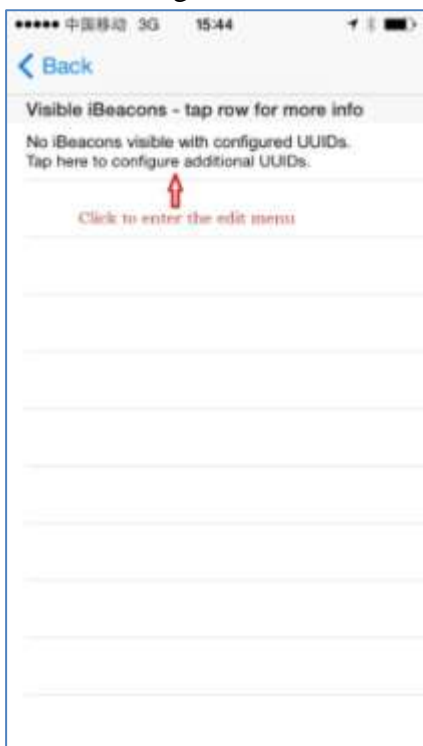 中国移动 3G 15:44
Back
Visible iBeacons - tap row for more info
No iBeacons visible with configured UUIDs.
Tap here to configure additional UUIDs.
Click to enter the edit menu